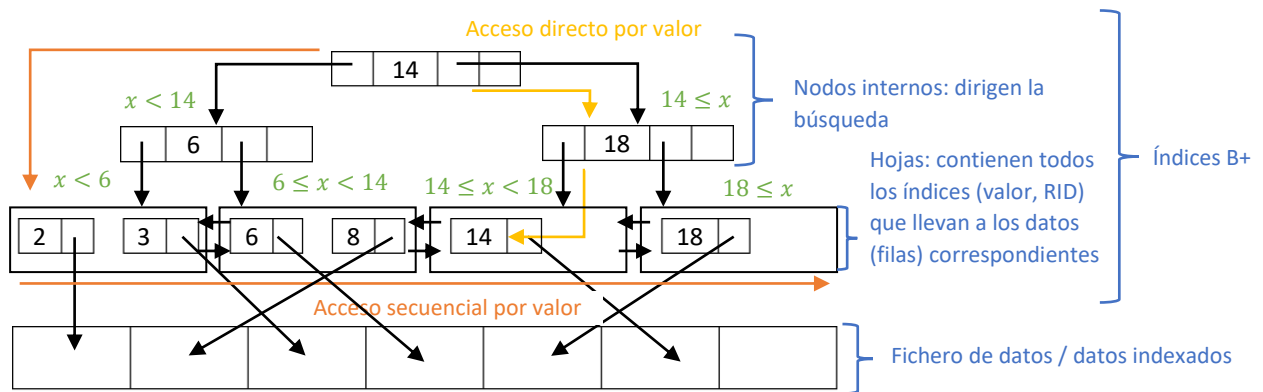 Acceso directo por valor
14
x < 14
14 ≤ x
Nodos internos: dirigen la
búsqueda
6
18
Índices B+
x < 6
6 ≤ x < 14
14 ≤ x < 18
18 ≤ x
Hojas: contienen todos
los índices (valor, RID)
que llevan a los datos
(filas) correspondientes
2
3
6
8
14
18
Acceso secuencial por valor
Fichero de datos / datos indexados